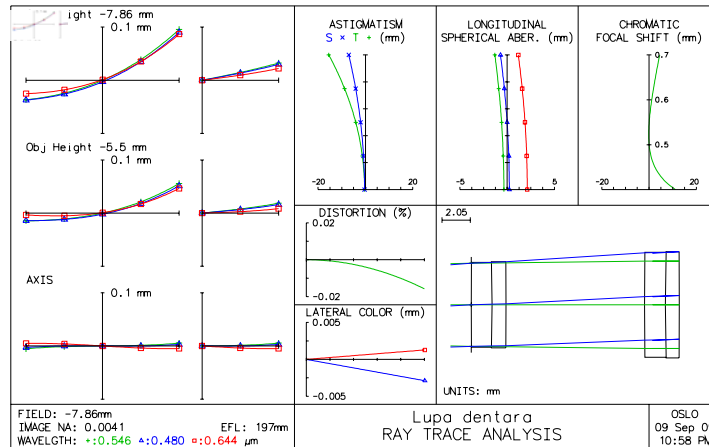 ight -7.86 mm
0.1 mm
Obj Height -5.5 mm
0.1 mm
AXIS
0.1 mm
ASTIGMATISM
S × T + (mm)
-20 20
LONGITUDINAL
SPHERICAL ABER. (mm)
-5 5
CHROMATIC
FOCAL SHIFT (mm)
0.7
0.6
0.5
-10 10
DISTORTION (%)
0.02
-0.02
LATERAL COLOR (mm)
0.005
-0.005
2.05
UNITS: mm
FIELD: -7.86mm
IMAGE NA: 0.0041 EFL: 197mm
WAVELGTH: +:0.546 △:0.480 □:0.644 µm
Lupa dentara
RAY TRACE ANALYSIS
OSLO
09 Sep 0
10:58 PM